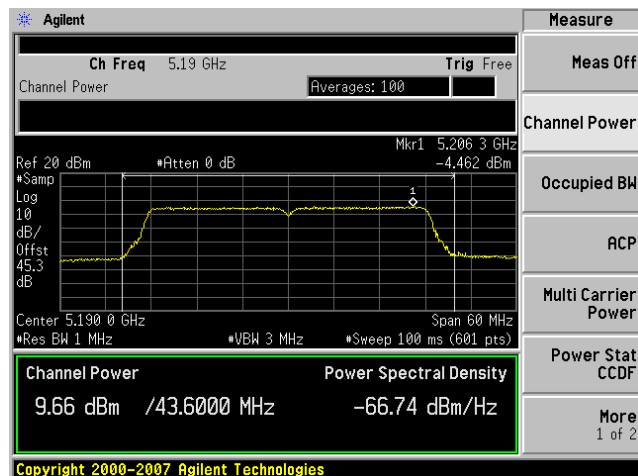 Agilent
Measure
Ch Freq 5.19 GHz Trig Free
Channel Power Averages: 100
Meas Off
Channel Power
Mkr1 5.206 3 GHz
Ref 20 dBm #Atten 0 dB -4.462 dBm
#Samp
Log
10
dB/
Offst
45.3
dB
1
Occupied BW
ACP
Multi Carrier
Power
Center 5.190 0 GHz Span 60 MHz
#Res BW 1 MHz #VBW 3 MHz #Sweep 100 ms (601 pts)
Power Stat
CCDF
Channel Power Power Spectral Density
9.66 dBm /43.6000 MHz -66.74 dBm/Hz
More
1 of 2
Copyright 2000-2007 Agilent Technologies